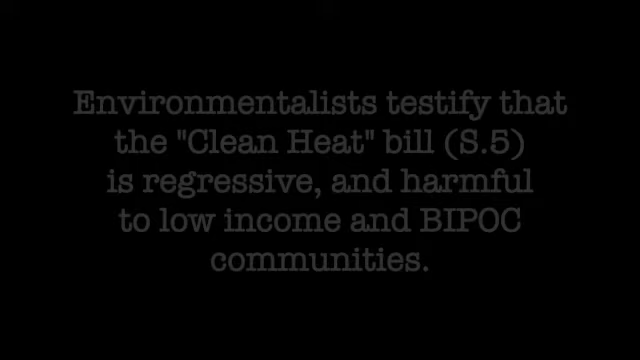 Environmentalists testify that
the "Clean Heat" bill (S.5)
is regressive, and harmful
to low income and BIPOC
communities.